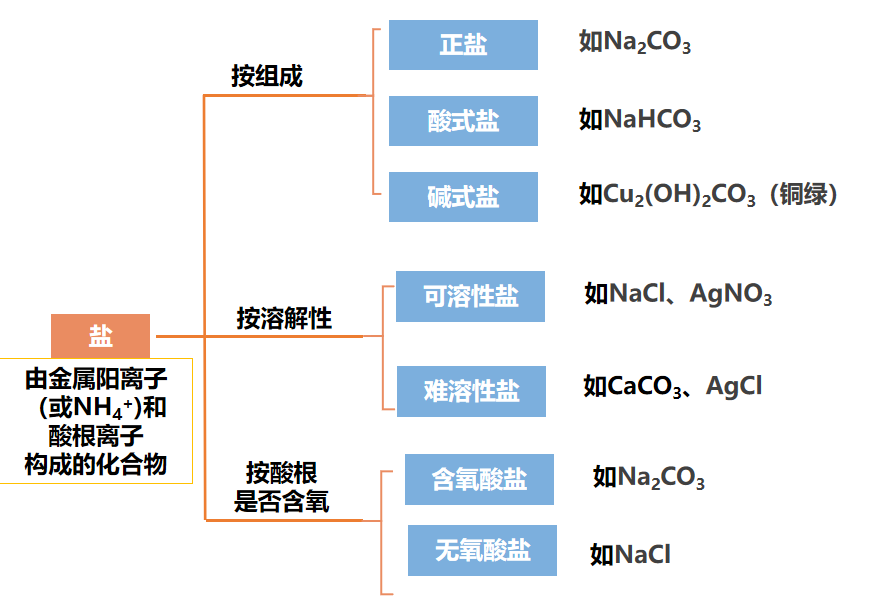 盐
由金属阳离子
（或NH₄⁺)和
酸根离子
构成的化合物
按组成
正盐
如Na₂CO₃
酸式盐
如NaHCO₃
碱式盐
如Cu₂(OH)₂CO₃（铜绿）
按溶解性
可溶性盐
如NaCl、AgNO₃
难溶性盐
如CaCO₃、AgCl
按酸根
是否含氧
含氧酸盐
如Na₂CO₃
无氧酸盐
如NaCl